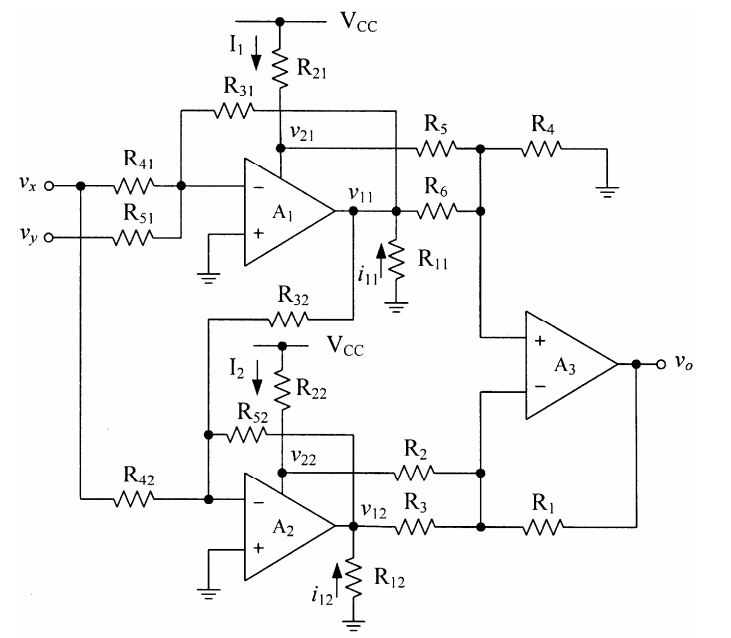 V_CC
I_1
R_21
R_31
v_21
R_5
R_4
R_41
v_x
−
v_11
R_6
A_1
R_51
v_y
+
i_11
R_11
R_32
V_CC
I_2
R_22
+
A_3
v_o
−
R_52
v_22
R_2
R_42
−
v_12
R_3
R_1
A_2
+
i_12
R_12